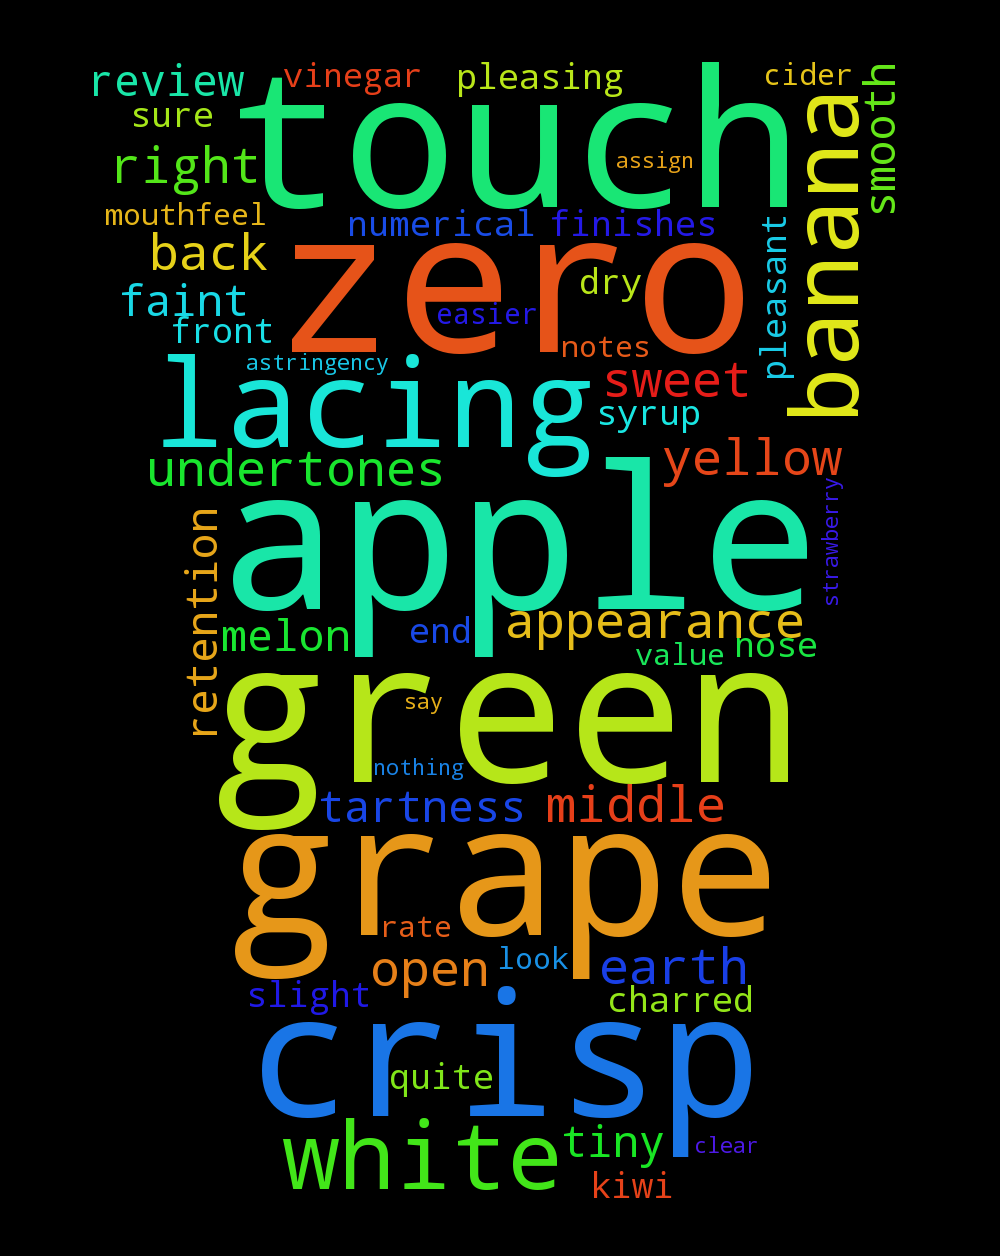 review vinegar pleasing cider
sure touch banana smooth
right assign
mouthfeel numerical finishes
back zero dry pleasant
faint easier
front notes
astringency sweet
lacing syrup
undertones yellow
apple strawberry
retention
melon end appearance
value nose
green say
nothing
tartness middle
grape
rate
open look earth
slight charred
crisp
quite
white tiny clear
kiwi